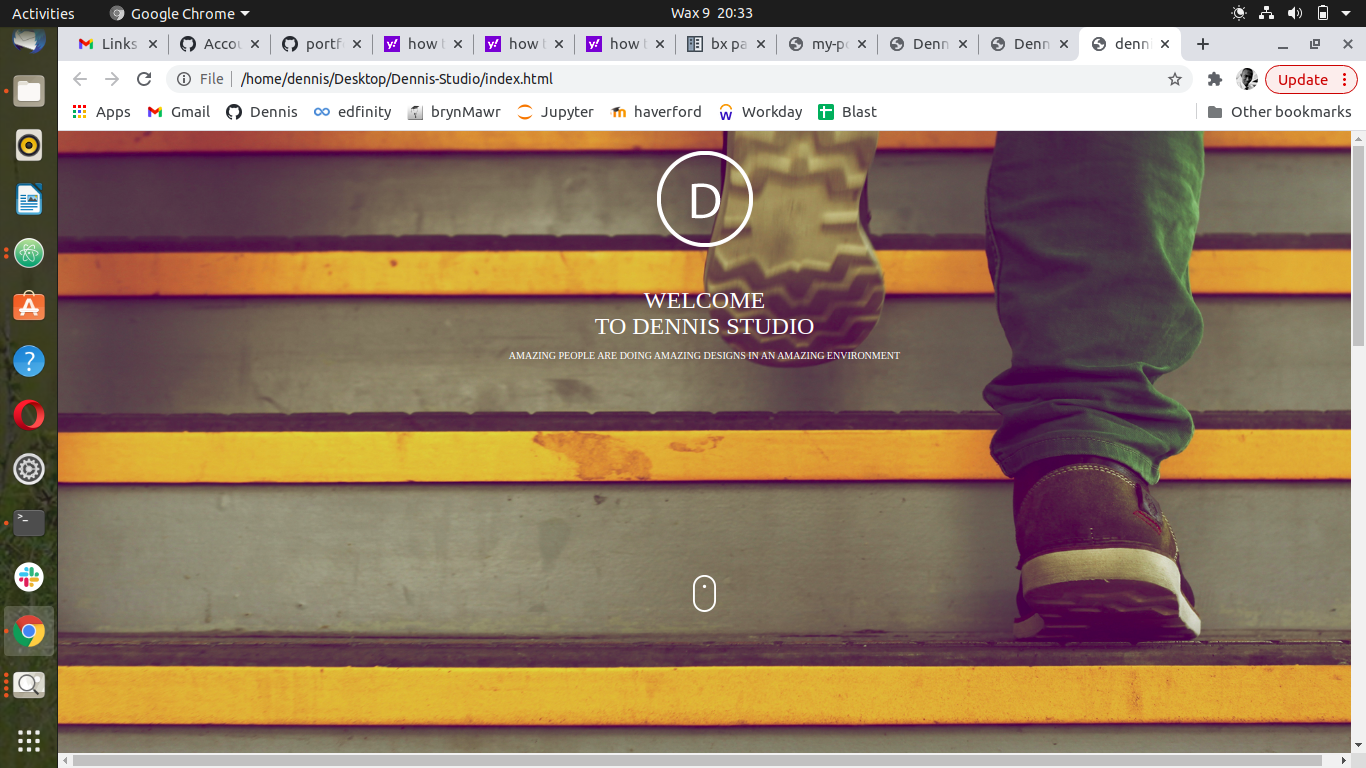 Activities
Google Chrome
Wax 9 20:33
Links
Accou
portf
how t
how t
how t
bx pa
my-po
Denn
Denn
denni
File
/home/dennis/Desktop/Dennis-Studio/index.html
Update
Apps
Gmail
Dennis
edfinity
brynMawr
Jupyter
haverford
Workday
Blast
Other bookmarks
D
WELCOME
TO DENNIS STUDIO
AMAZING PEOPLE ARE DOING AMAZING DESIGNS IN AN AMAZING ENVIRONMENT